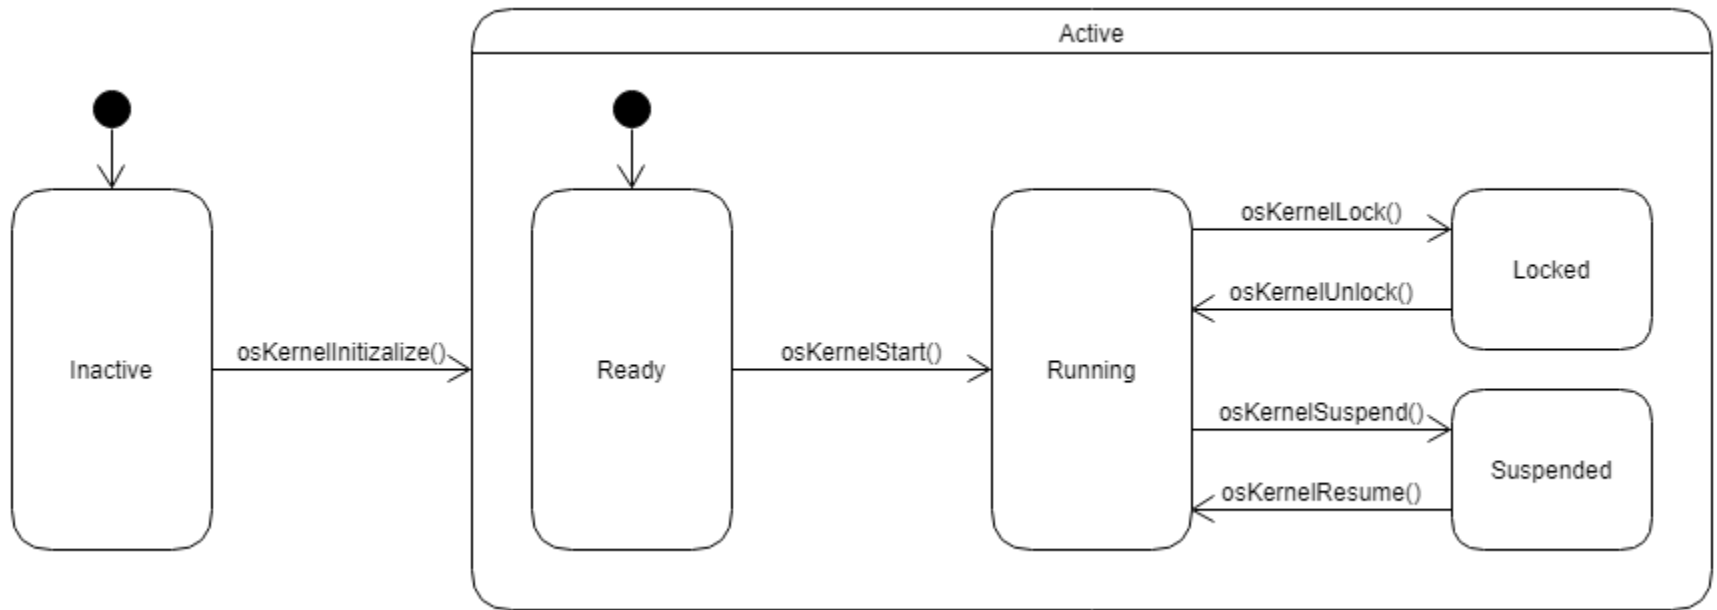 Active
osKernelLock()
Locked
osKernelUnlock()
osKernelInitizalize()
osKernelStart()
Inactive
Ready
Running
osKernelSuspend()
Suspended
osKernelResume()